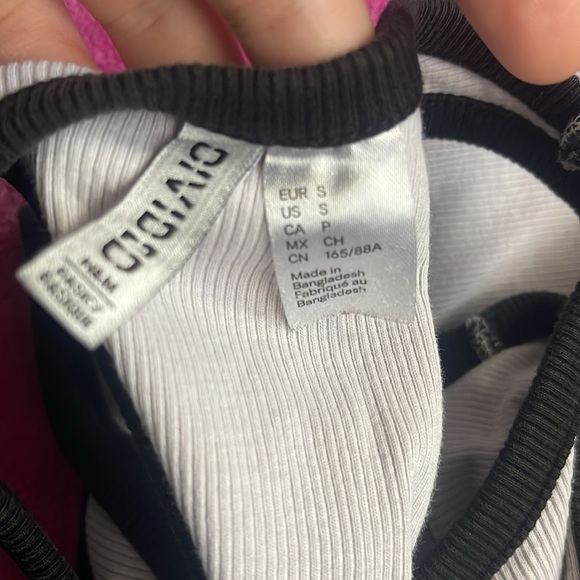 DIVIDED
H&M
EUR S
US S
CA P
MX CH
CN 165/88A
Made in
Bangladesh
Fabriqué au
Bangladesh